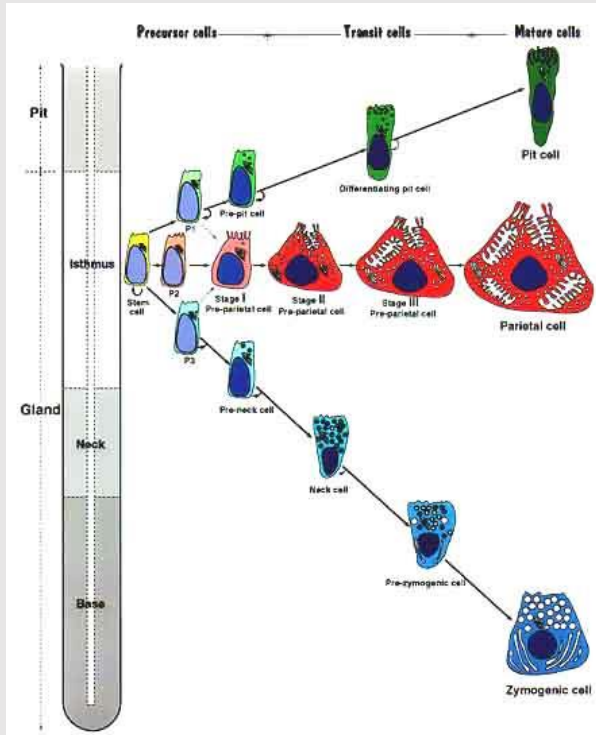 Precursor cells
Transit cells
Mature cells
Pit
Pit cell
Differentiating pit cell
Pre-pit cell
P1
Isthmus
Stem
cell
P2
Stage I
Pre-parietal cell
Stage II
Pre-parietal cell
Stage III
Pre-parietal cell
Parietal cell
P3
Pre-neck cell
Gland
Neck
Neck cell
Pre-zymogenic cell
Base
Zymogenic cell